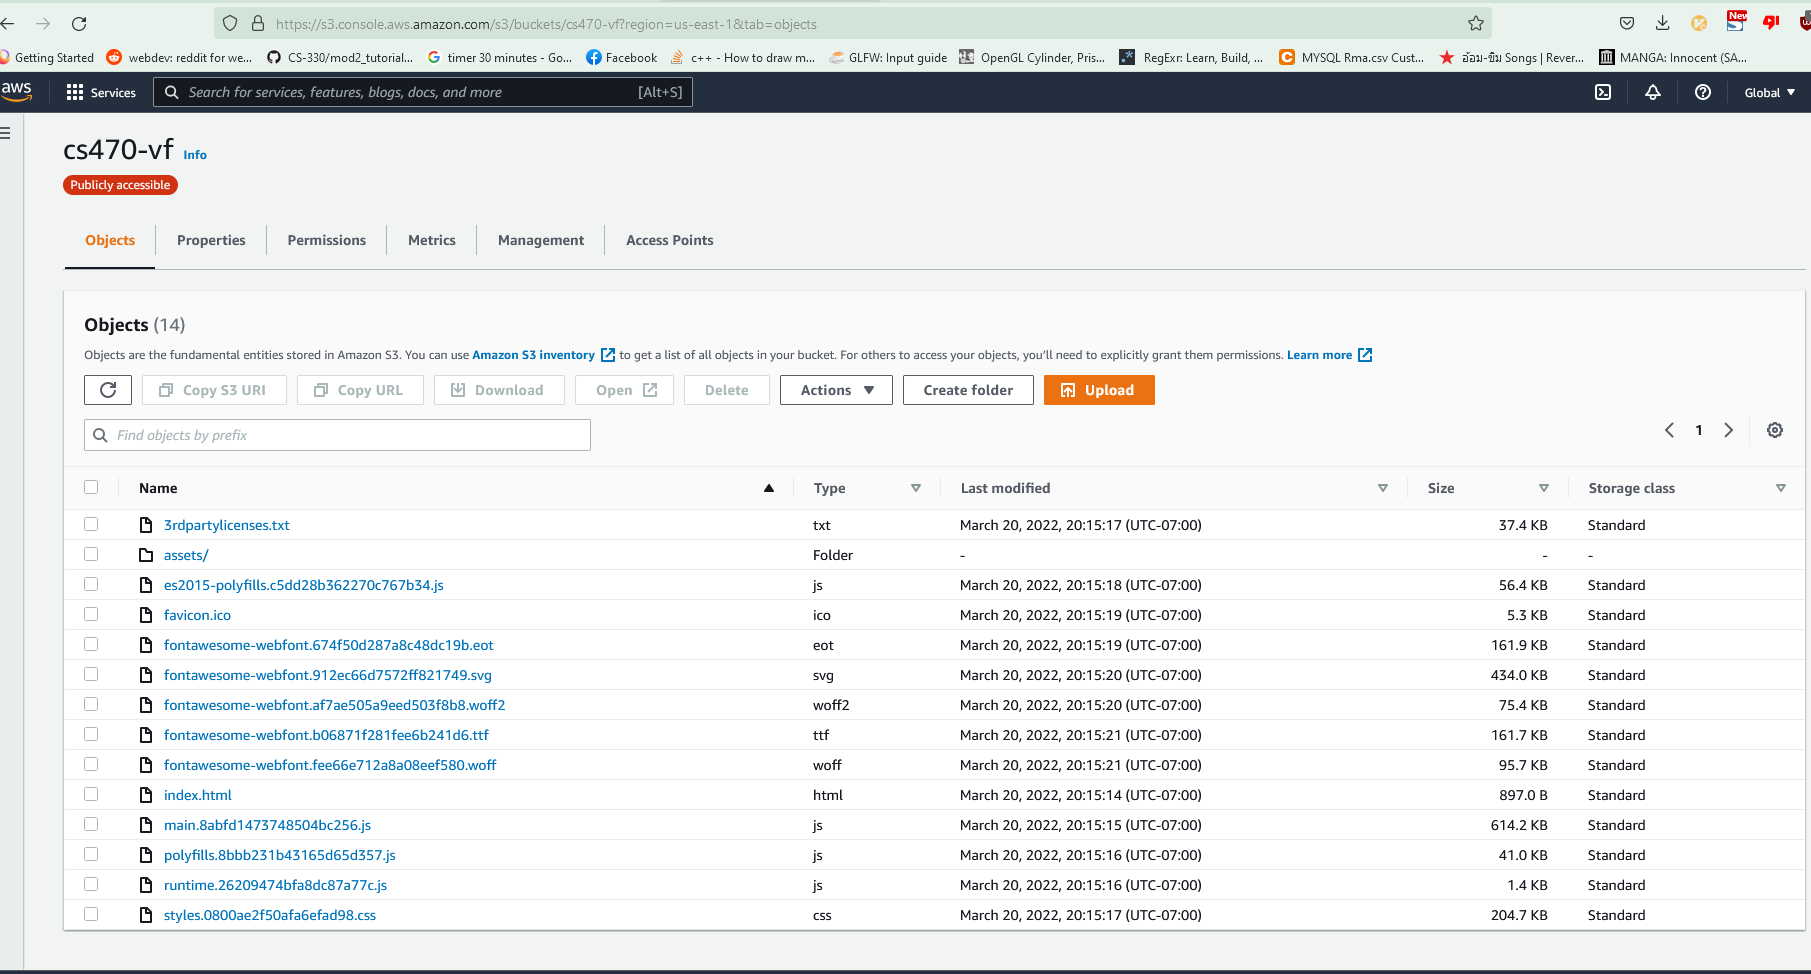 https://s3.console.aws.amazon.com/s3/buckets/cs470-vf?region=us-east-1&tab=objects
New
Getting Started webdev: reddit for we... CS-330/mod2_tutorial... timer 30 minutes - Go... Facebook c++ - How to draw m... GLFW: Input guide OpenGL Cylinder, Pris... RegExr: Learn, Build, ... MYSQL Rma.csv Cust... อ้อม-ขิม Songs | Rever... MANGA: Innocent (SA...
aws Services Search for services, features, blogs, docs, and more [Alt+S] Global
cs470-vf Info
Publicly accessible
Objects Properties Permissions Metrics Management Access Points
Objects (14)
Objects are the fundamental entities stored in Amazon S3. You can use Amazon S3 inventory to get a list of all objects in your bucket. For others to access your objects, you'll need to explicitly grant them permissions. Learn more
Copy S3 URI Copy URL Download Open Delete Actions Create folder Upload
Find objects by prefix 1
Name Type Last modified Size Storage class
3rdpartylicenses.txt txt March 20, 2022, 20:15:17 (UTC-07:00) 37.4 KB Standard
assets/ Folder - - -
es2015-polyfills.c5dd28b362270c767b34.js js March 20, 2022, 20:15:18 (UTC-07:00) 56.4 KB Standard
favicon.ico ico March 20, 2022, 20:15:19 (UTC-07:00) 5.3 KB Standard
fontawesome-webfont.674f50d287a8c48dc19b.eot eot March 20, 2022, 20:15:19 (UTC-07:00) 161.9 KB Standard
fontawesome-webfont.912ec66d7572ff821749.svg svg March 20, 2022, 20:15:20 (UTC-07:00) 434.0 KB Standard
fontawesome-webfont.af7ae505a9eed503f8b8.woff2 woff2 March 20, 2022, 20:15:20 (UTC-07:00) 75.4 KB Standard
fontawesome-webfont.b06871f281fee6b241d6.ttf ttf March 20, 2022, 20:15:21 (UTC-07:00) 161.7 KB Standard
fontawesome-webfont.fee66e712a8a08eef580.woff woff March 20, 2022, 20:15:21 (UTC-07:00) 95.7 KB Standard
index.html html March 20, 2022, 20:15:14 (UTC-07:00) 897.0 B Standard
main.8abfd1473748504bc256.js js March 20, 2022, 20:15:15 (UTC-07:00) 614.2 KB Standard
polyfills.8bbb231b43165d65d357.js js March 20, 2022, 20:15:16 (UTC-07:00) 41.0 KB Standard
runtime.26209474bfa8dc87a77c.js js March 20, 2022, 20:15:16 (UTC-07:00) 1.4 KB Standard
styles.0800ae2f50afa6efad98.css css March 20, 2022, 20:15:17 (UTC-07:00) 204.7 KB Standard